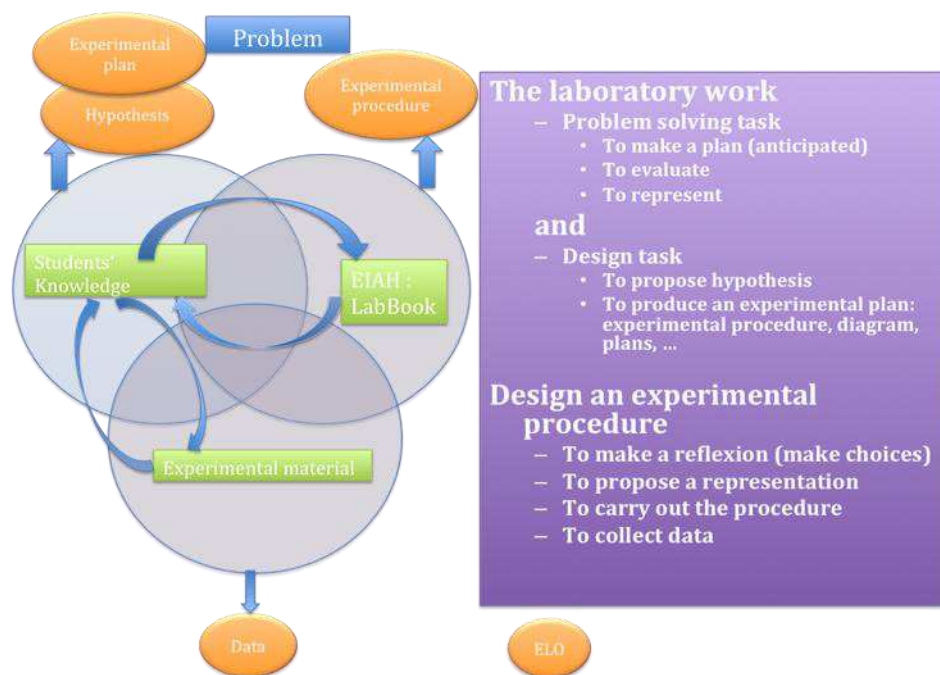 Problem
Experimental
plan
Hypothesis
Experimental
procedure
Students'
Knowledge
EIAH :
LabBook
Experimental material
Data
ELO
The laboratory work
– Problem solving task
• To make a plan (anticipated)
• To evaluate
• To represent
and
– Design task
• To propose hypothesis
• To produce an experimental plan:
experimental procedure, diagram,
plans, ...
Design an experimental
procedure
– To make a reflexion (make choices)
– To propose a representation
– To carry out the procedure
– To collect data